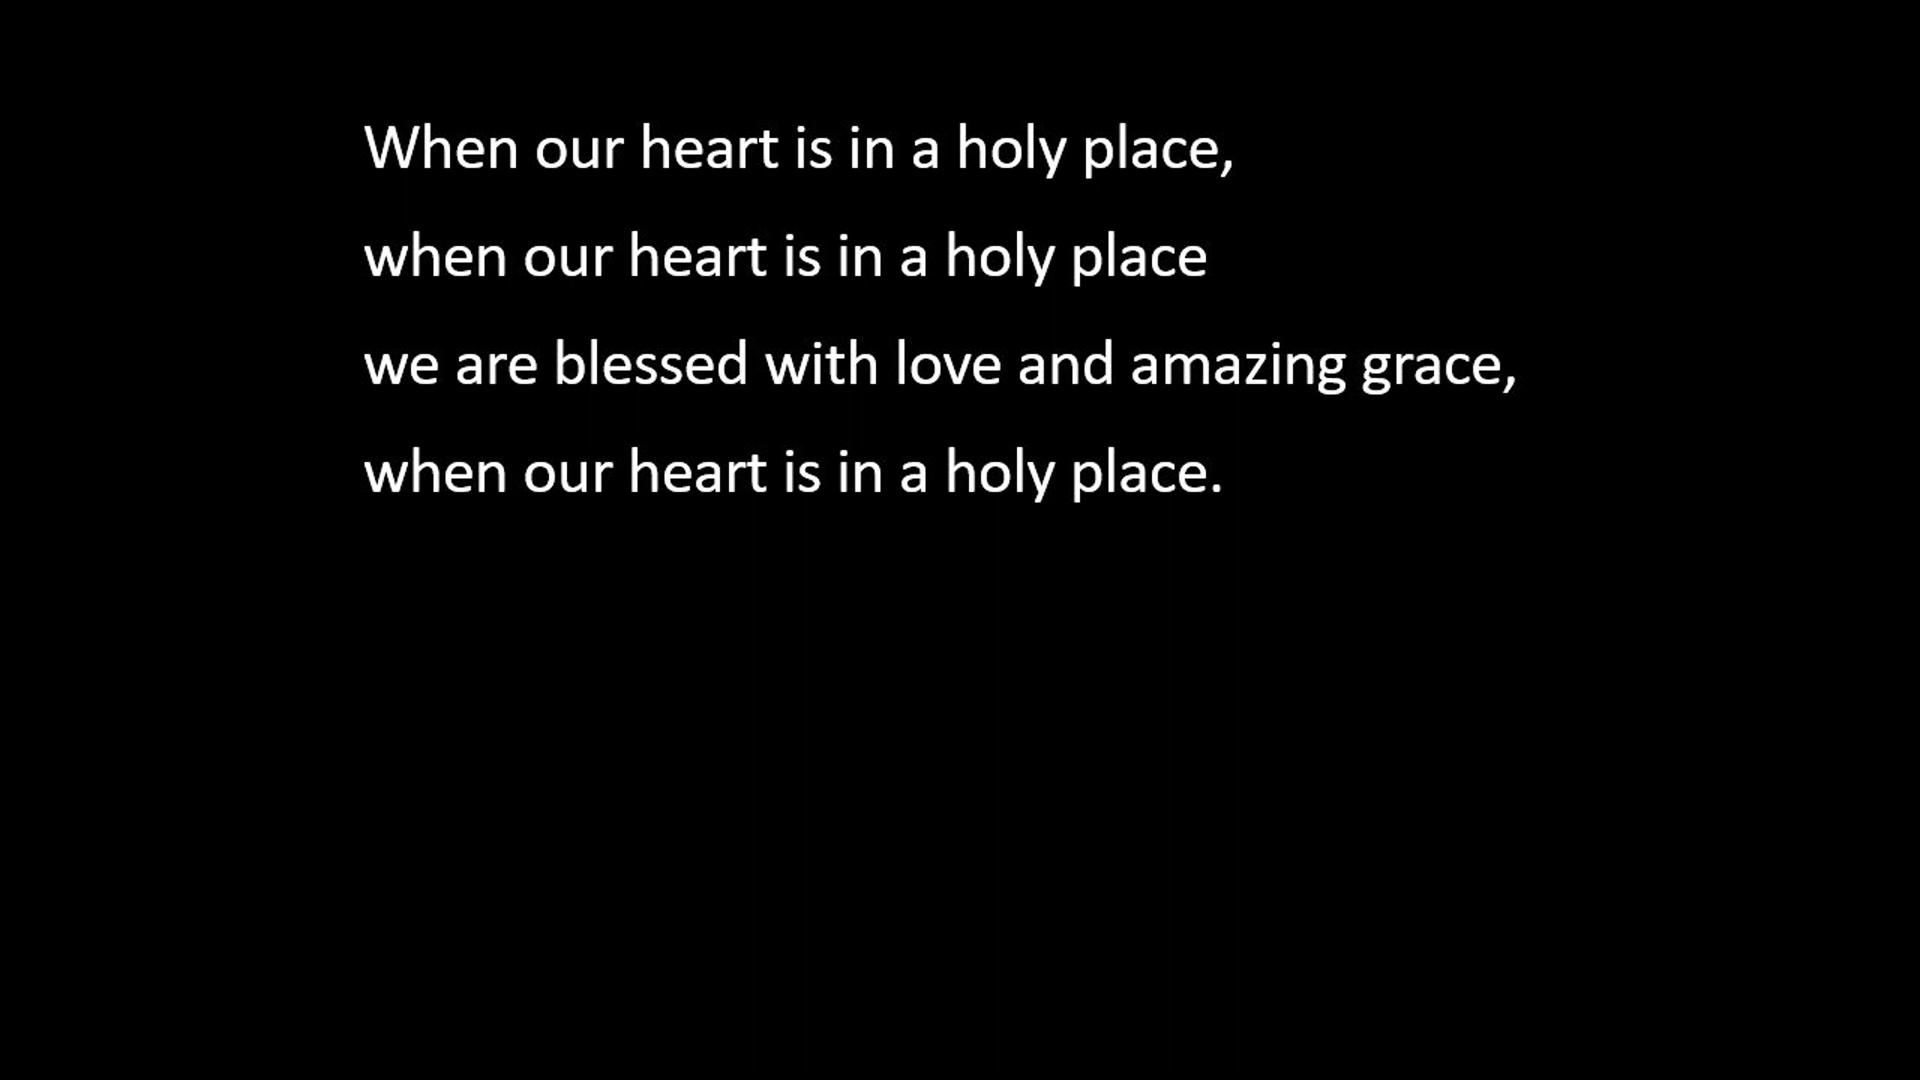 When our heart is in a holy place,
when our heart is in a holy place
we are blessed with love and amazing grace,
when our heart is in a holy place.